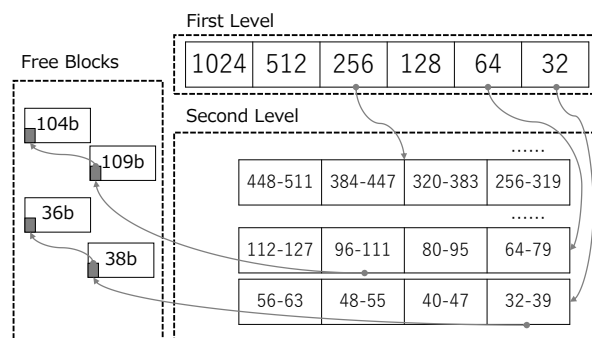 First Level
1024 512 256 128 64 32
Free Blocks
104b
109b
36b
38b
Second Level
......
448-511 384-447 320-383 256-319
......
112-127 96-111 80-95 64-79
56-63 48-55 40-47 32-39